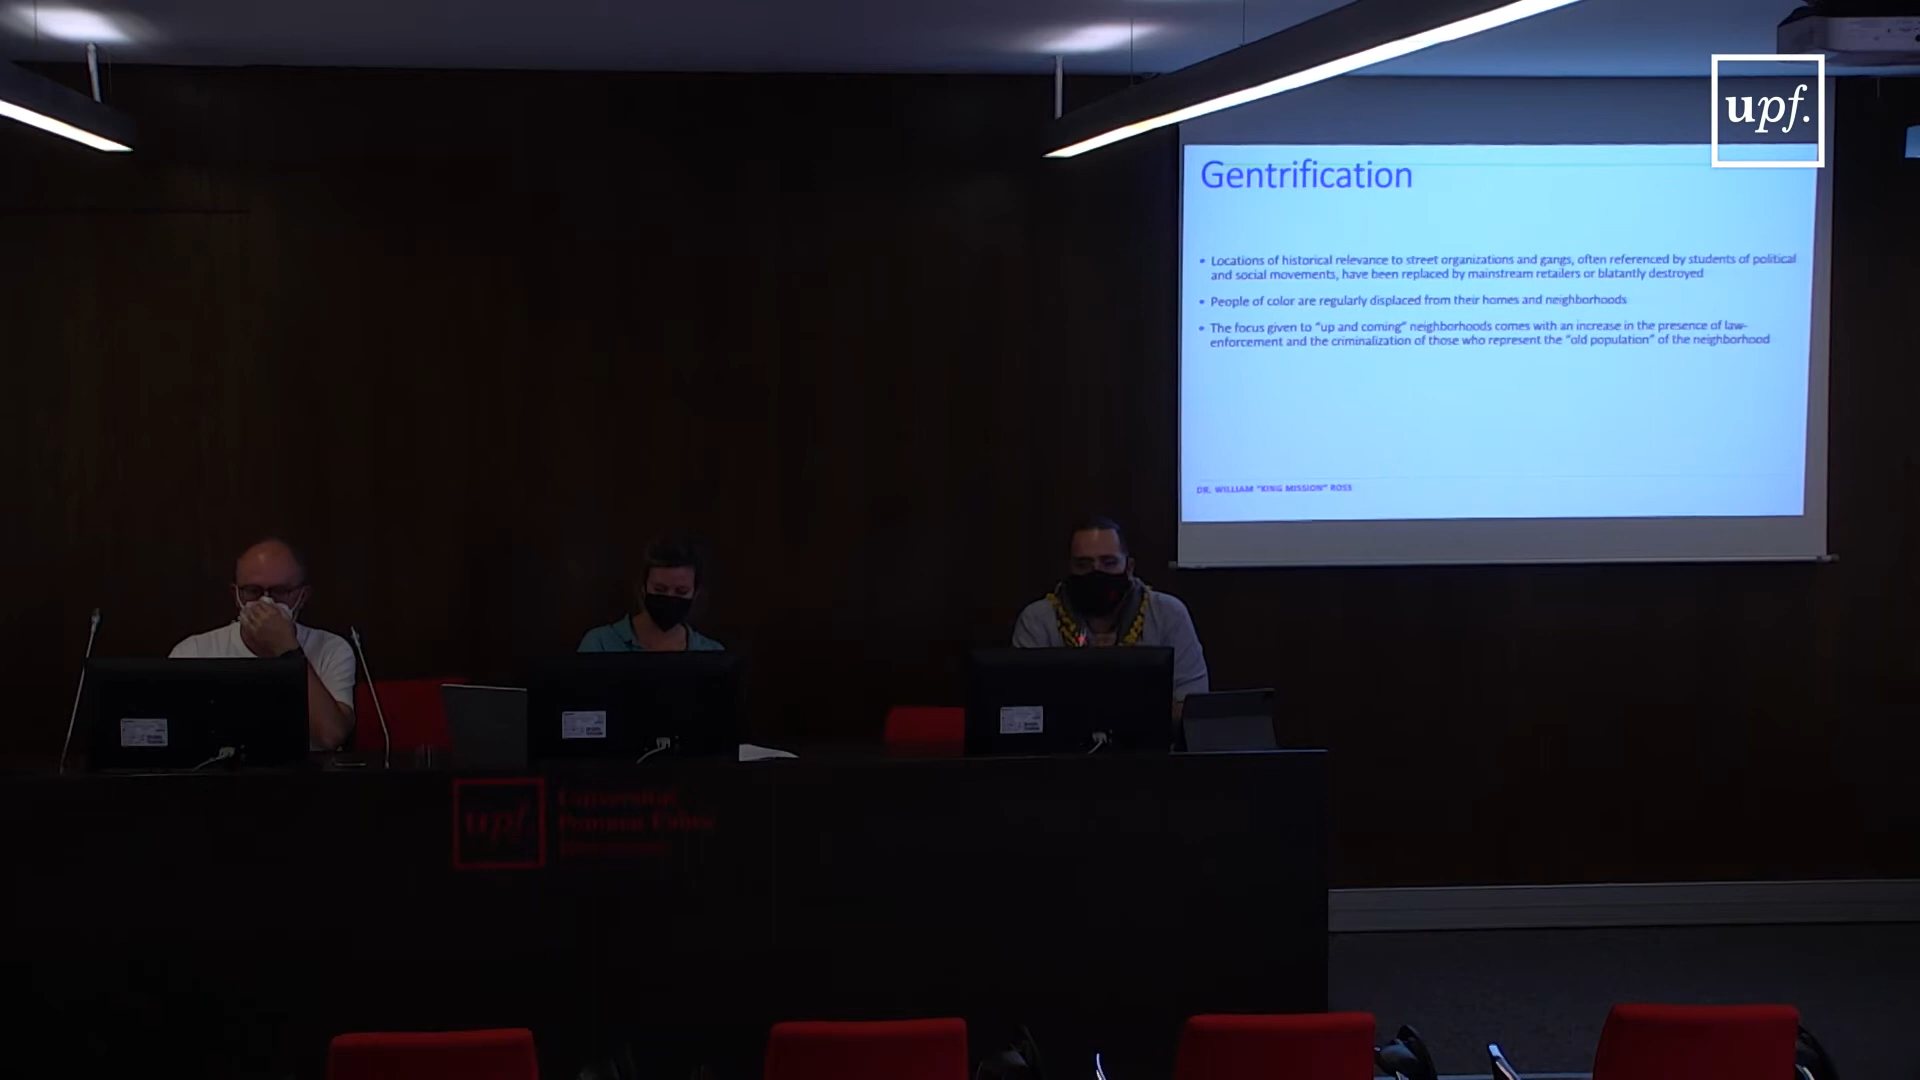 upf.
Gentrification
• Locations of historical relevance to street organizations and gangs, often referenced by students of political
and social movements, have been replaced by mainstream retailers or blatantly destroyed
• People of color are regularly displaced from their homes and neighborhoods
• The focus given to "up and coming" neighborhoods comes with an increase in the presence of law-
enforcement and the criminalization of those who represent the "old population" of the neighborhood
DR. WILLIAM "KING MISSION" ROSS
upf.
Universitat
Pompeu Fabra